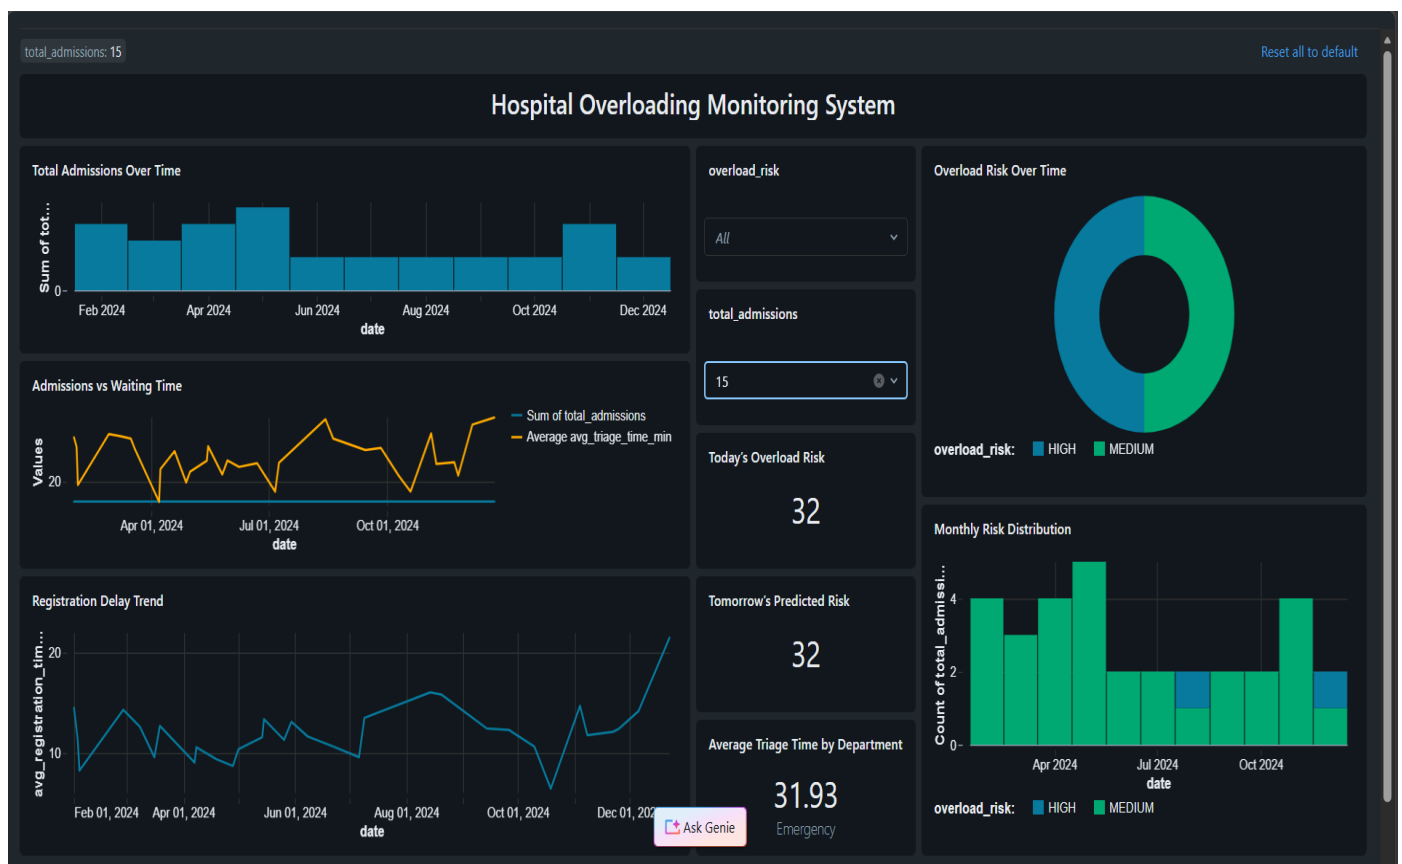 total_admissions: 15
Reset all to default
Hospital Overloading Monitoring System
Total Admissions Over Time
Sum of tot...
0
Feb 2024 Apr 2024 Jun 2024 Aug 2024 Oct 2024 Dec 2024
date
overload_risk
All
total_admissions
15
Overload Risk Over Time
overload_risk: HIGH MEDIUM
Admissions vs Waiting Time
Values
20
Apr 01, 2024 Jul 01, 2024 Oct 01, 2024
date
Sum of total_admissions
Average avg_triage_time_min
Today's Overload Risk
32
Registration Delay Trend
avg_registration_tim...
20
10
Feb 01, 2024 Apr 01, 2024 Jun 01, 2024 Aug 01, 2024 Oct 01, 2024 Dec 01, 202
date
Tomorrow's Predicted Risk
32
Average Triage Time by Department
31.93
Emergency
Ask Genie
Monthly Risk Distribution
Count of total_admissi...
4
2
0
Apr 2024 Jul 2024 Oct 2024
date
overload_risk: HIGH MEDIUM